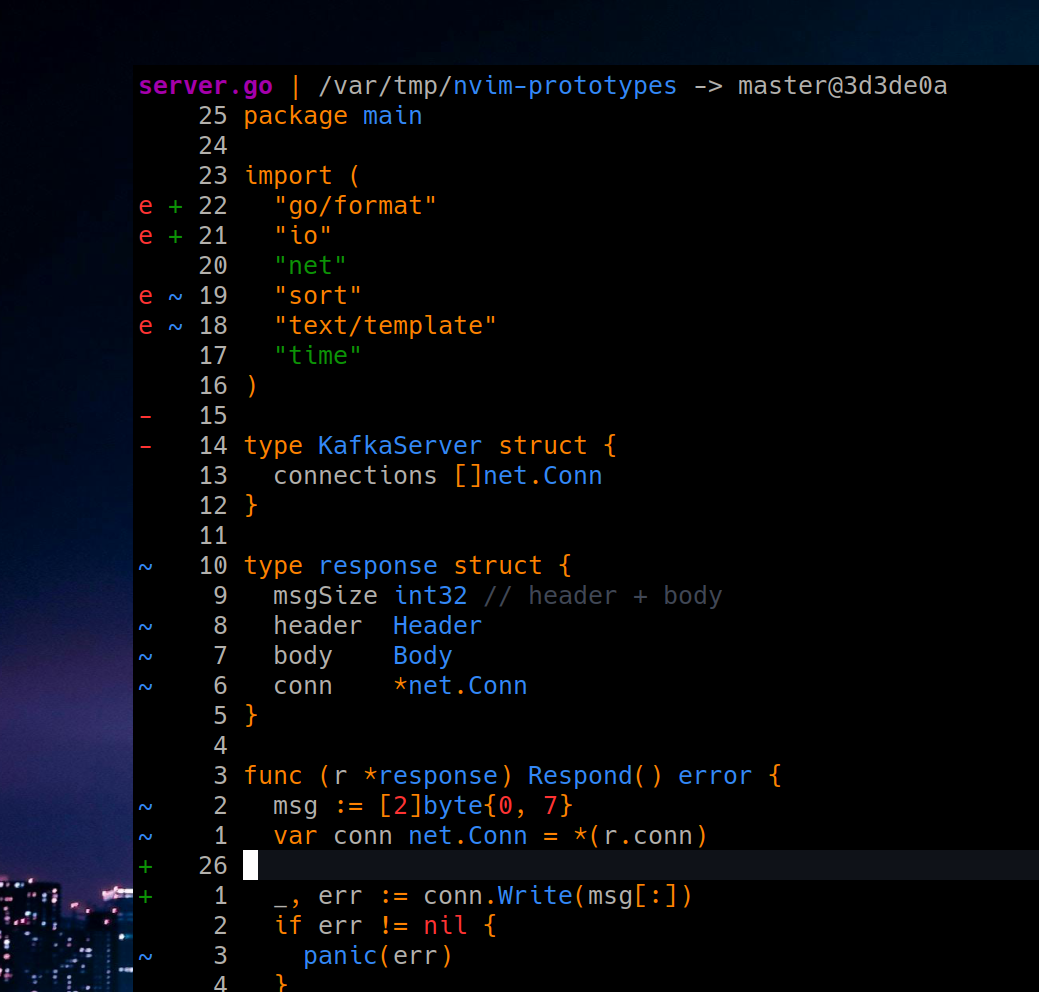 server.go | /var/tmp/nvim-prototypes -> master@3d3de0a
25 package main
24
23 import (
e + 22   "go/format"
e + 21   "io"
20   "net"
e ~ 19   "sort"
e ~ 18   "text/template"
17   "time"
16 )
-   15
-   14 type KafkaServer struct {
13   connections []net.Conn
12 }
11
~   10 type response struct {
9   msgSize int32 // header + body
~   8   header  Header
~   7   body    Body
~   6   conn    *net.Conn
5 }
4
3 func (r *response) Respond() error {
~   2   msg := [2]byte{0, 7}
~   1   var conn net.Conn = *(r.conn)
+   26
+   1   _, err := conn.Write(msg[:])
2   if err != nil {
~   3     panic(err)
4   }